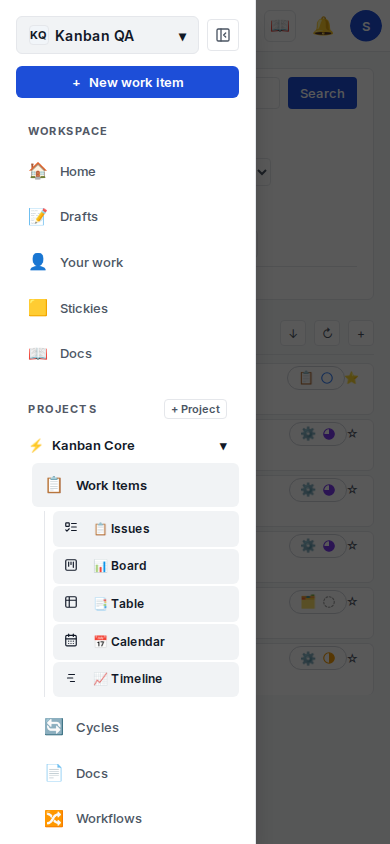 KQ Kanban QA ▾
+ New work item
WORKSPACE
Home
Drafts
Your work
Stickies
Docs
PROJECTS + Project
Kanban Core ▾
Work Items
Issues
Board
Table
Calendar
Timeline
Cycles
Docs
Workflows
S
Search